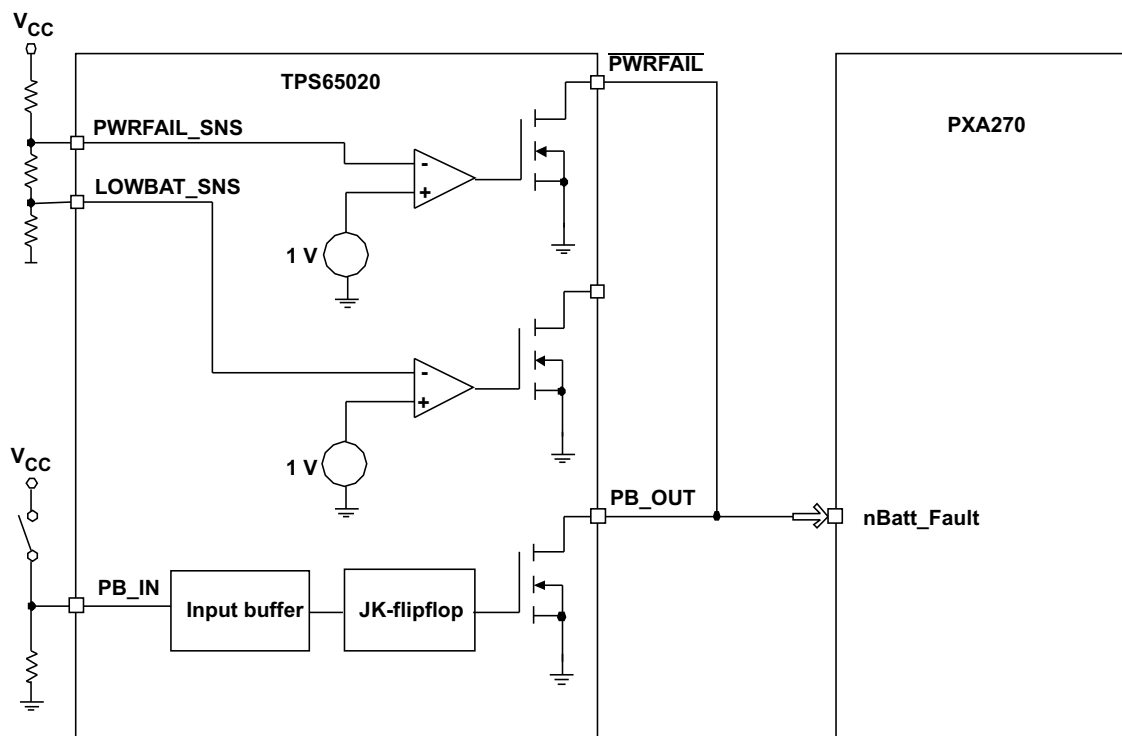 VCC
PWRFAIL
TPS65020
PXA270
PWRFAIL_SNS
-
+
LOWBAT_SNS
1 V
-
+
1 V
VCC
PB_OUT
nBatt_Fault
PB_IN
Input buffer
JK-flipflop